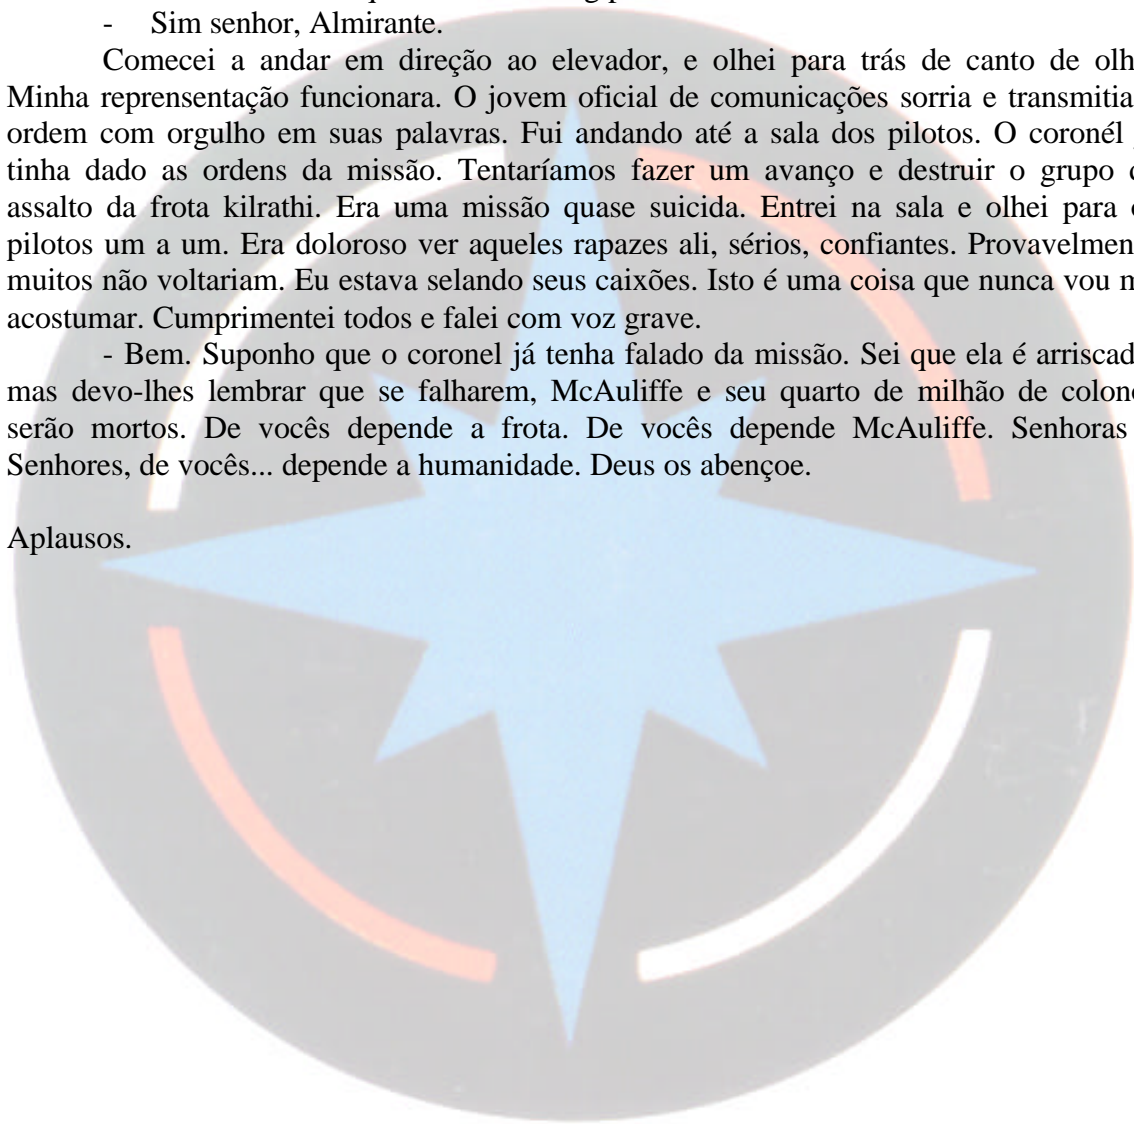 - Sim senhor, Almirante.
Comecei a andar em direção ao elevador, e olhei para trás de canto de olh
Minha reprensentação funcionara. O jovem oficial de comunicações sorria e transmitia
ordem com orgulho em suas palavras. Fui andando até a sala dos pilotos. O coronél
tinha dado as ordens da missão. Tentaríamos fazer um avanço e destruir o grupo d
assalto da frota kilrathi. Era uma missão quase suicida. Entrei na sala e olhei para
pilotos um a um. Era doloroso ver aqueles rapazes ali, sérios, confiantes. Provavelmen
muitos não voltariam. Eu estava selando seus caixões. Isto é uma coisa que nunca vou m
acostumar. Cumprimentei todos e falei com voz grave.
- Bem. Suponho que o coronel já tenha falado da missão. Sei que ela é arriscad
mas devo-lhes lembrar que se falharem, McAuliffe e seu quarto de milhão de colon
serão mortos. De vocês depende a frota. De vocês depende McAuliffe. Senhoras
Senhores, de vocês... depende a humanidade. Deus os abençoe.
Aplausos.